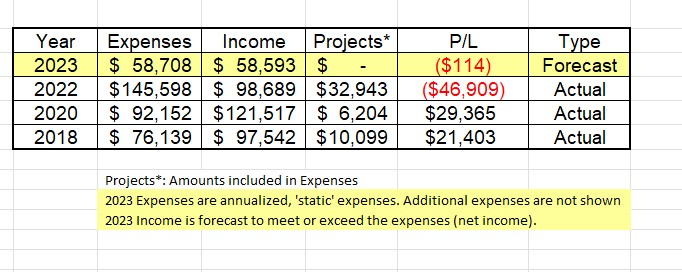 Year Expenses Income Projects* P/L Type
2023 $ 58,708 $ 58,593 $ - ($114) Forecast
2022 $145,598 $ 98,689 $32,943 ($46,909) Actual
2020 $ 92,152 $121,517 $ 6,204 $29,365 Actual
2018 $ 76,139 $ 97,542 $10,099 $21,403 Actual
Projects*: Amounts included in Expenses
2023 Expenses are annualized, 'static' expenses. Additional expenses are not shown
2023 Income is forecast to meet or exceed the expenses (net income).